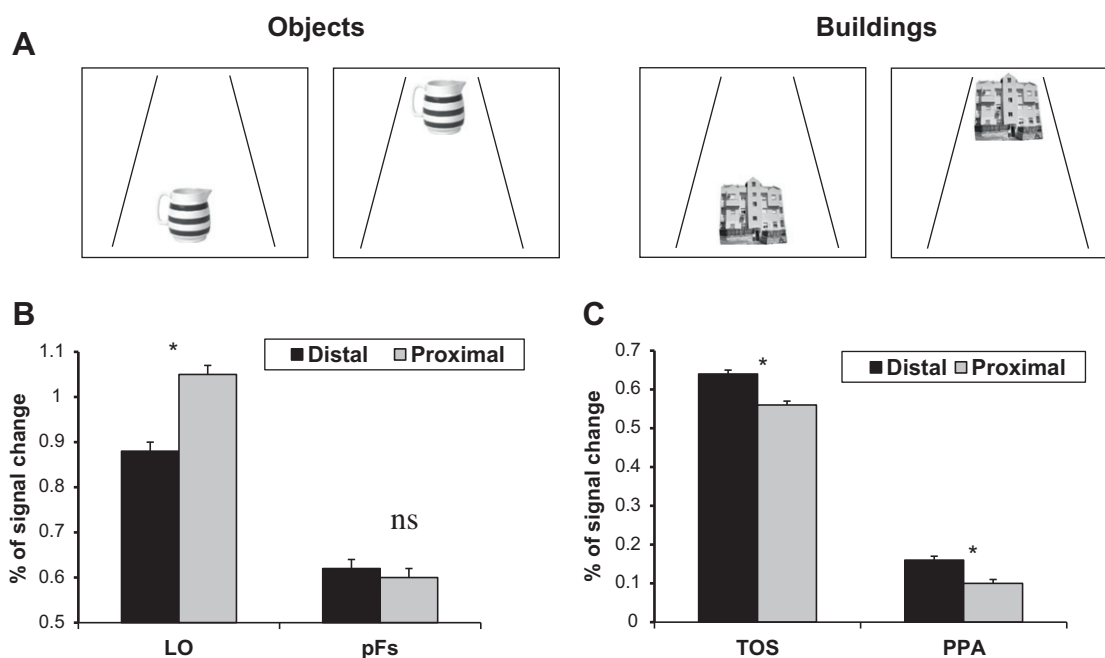 A
Objects
Buildings
B
% of signal change
1.1
1
0.9
0.8
0.7
0.6
0.5
*
Distal
Proximal
ns
LO
pFs
C
% of signal change
0.7
0.6
0.5
0.4
0.3
0.2
0.1
0
*
Distal
Proximal
*
TOS
PPA